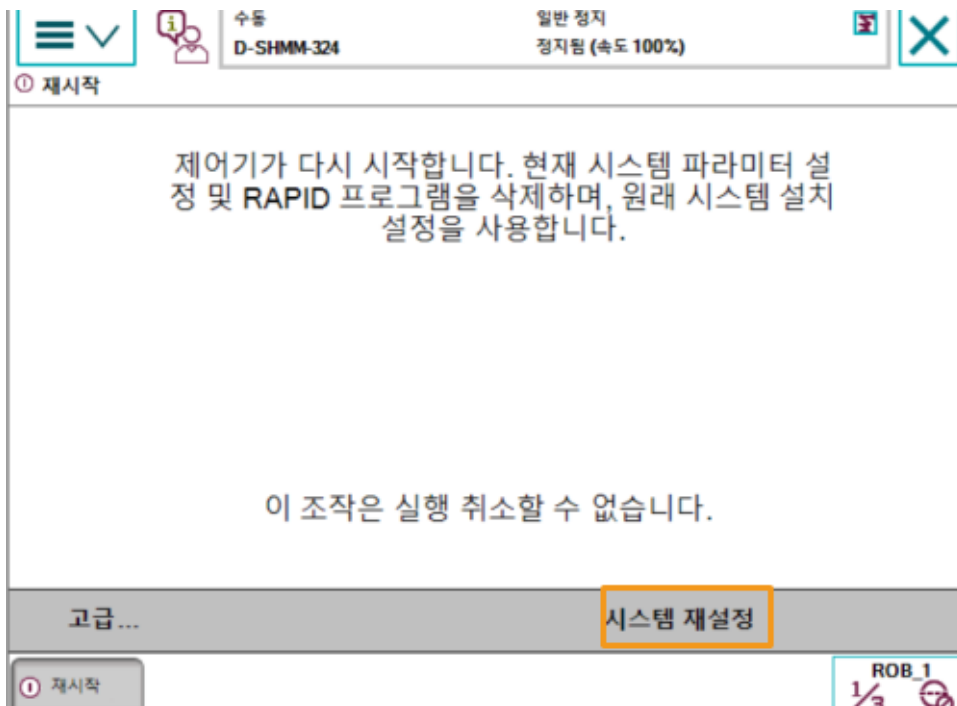 수동
일반 정지
D-SHMM-324
정지됨 (속도 100%)
재시작
제어기가 다시 시작합니다. 현재 시스템 파라미터 설
정 및 RAPID 프로그램을 삭제하며, 원래 시스템 설치
설정을 사용합니다.
이 조작은 실행 취소할 수 없습니다.
고급...
시스템 재설정
재시작
ROB_1
1/3